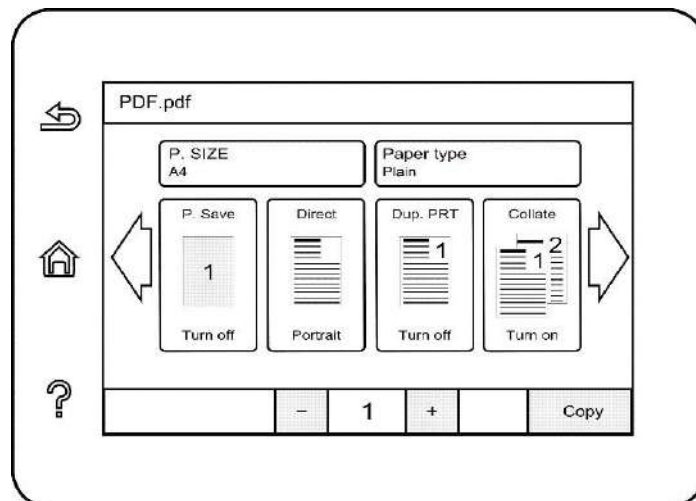 PDF.pdf
P. SIZE
A4
Paper type
Plain
P. Save
1
Turn off
Direct
Portrait
Dup. PRT
1
Turn off
Collate
1
2
Turn on
?
−
1
+
Copy